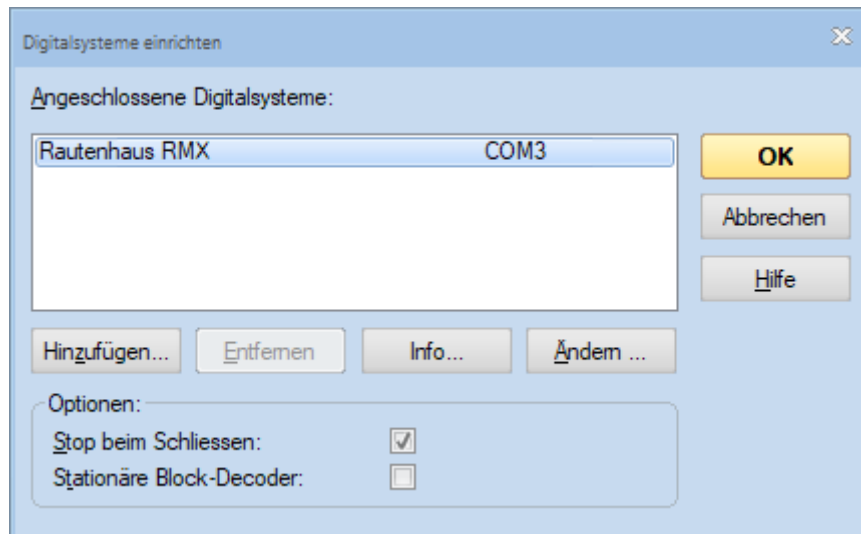 Digitalsysteme einrichten
Angeschlossene Digitalsysteme:
Rautenhaus RMX COM3
OK
Abbrechen
Hilfe
Hinzufügen... Entfernen Info... Ändern ...
Optionen:
Stop beim Schliessen:
Stationäre Block-Decoder: